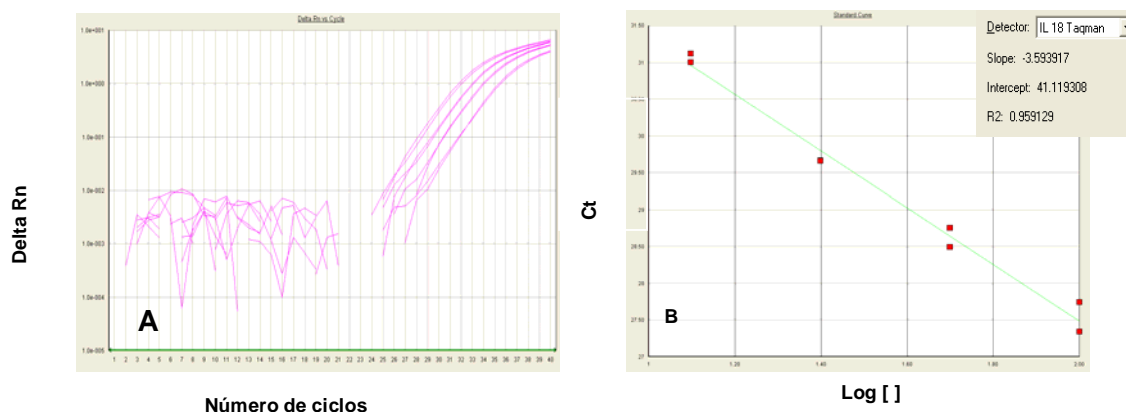 Delta Rn vs Cycle
1.0e+001
1.0e+000
1.0e-001
1.0e-002
1.0e-003
1.0e-004
1.0e-005
Delta Rn
A
1 2 3 4 5 6 7 8 9 10 11 12 13 14 15 16 17 18 19 20 21 22 23 24 25 26 27 28 29 30 31 32 33 34 35 36 37 38 39 40
Número de ciclos
Standard Curve
Detector: IL 18 Taqman
Slope: -3.593917
Intercept: 41.119308
R2: 0.959129
31.50
31
30
29.50
29
28.50
28
27.50
27
Ct
B
1 1.20 1.40 1.60 1.80 2.00
Log [ ]